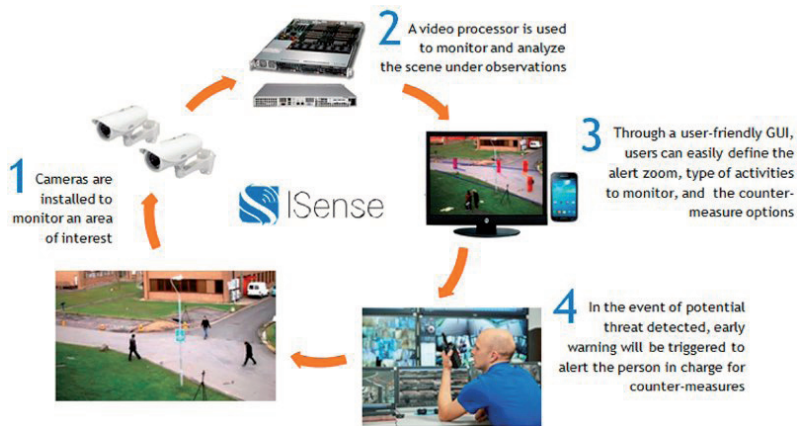 1 Cameras are
installed to
monitor an area
of interest
2 A video processor is used
to monitor and analyze
the scene under observations
3 Through a user-friendly GUI,
users can easily define the
alert zoom, type of activities
to monitor, and the counter-
measure options
ISense
4 In the event of potential
threat detected, early
warning will be triggered to
alert the person in charge for
counter-measures